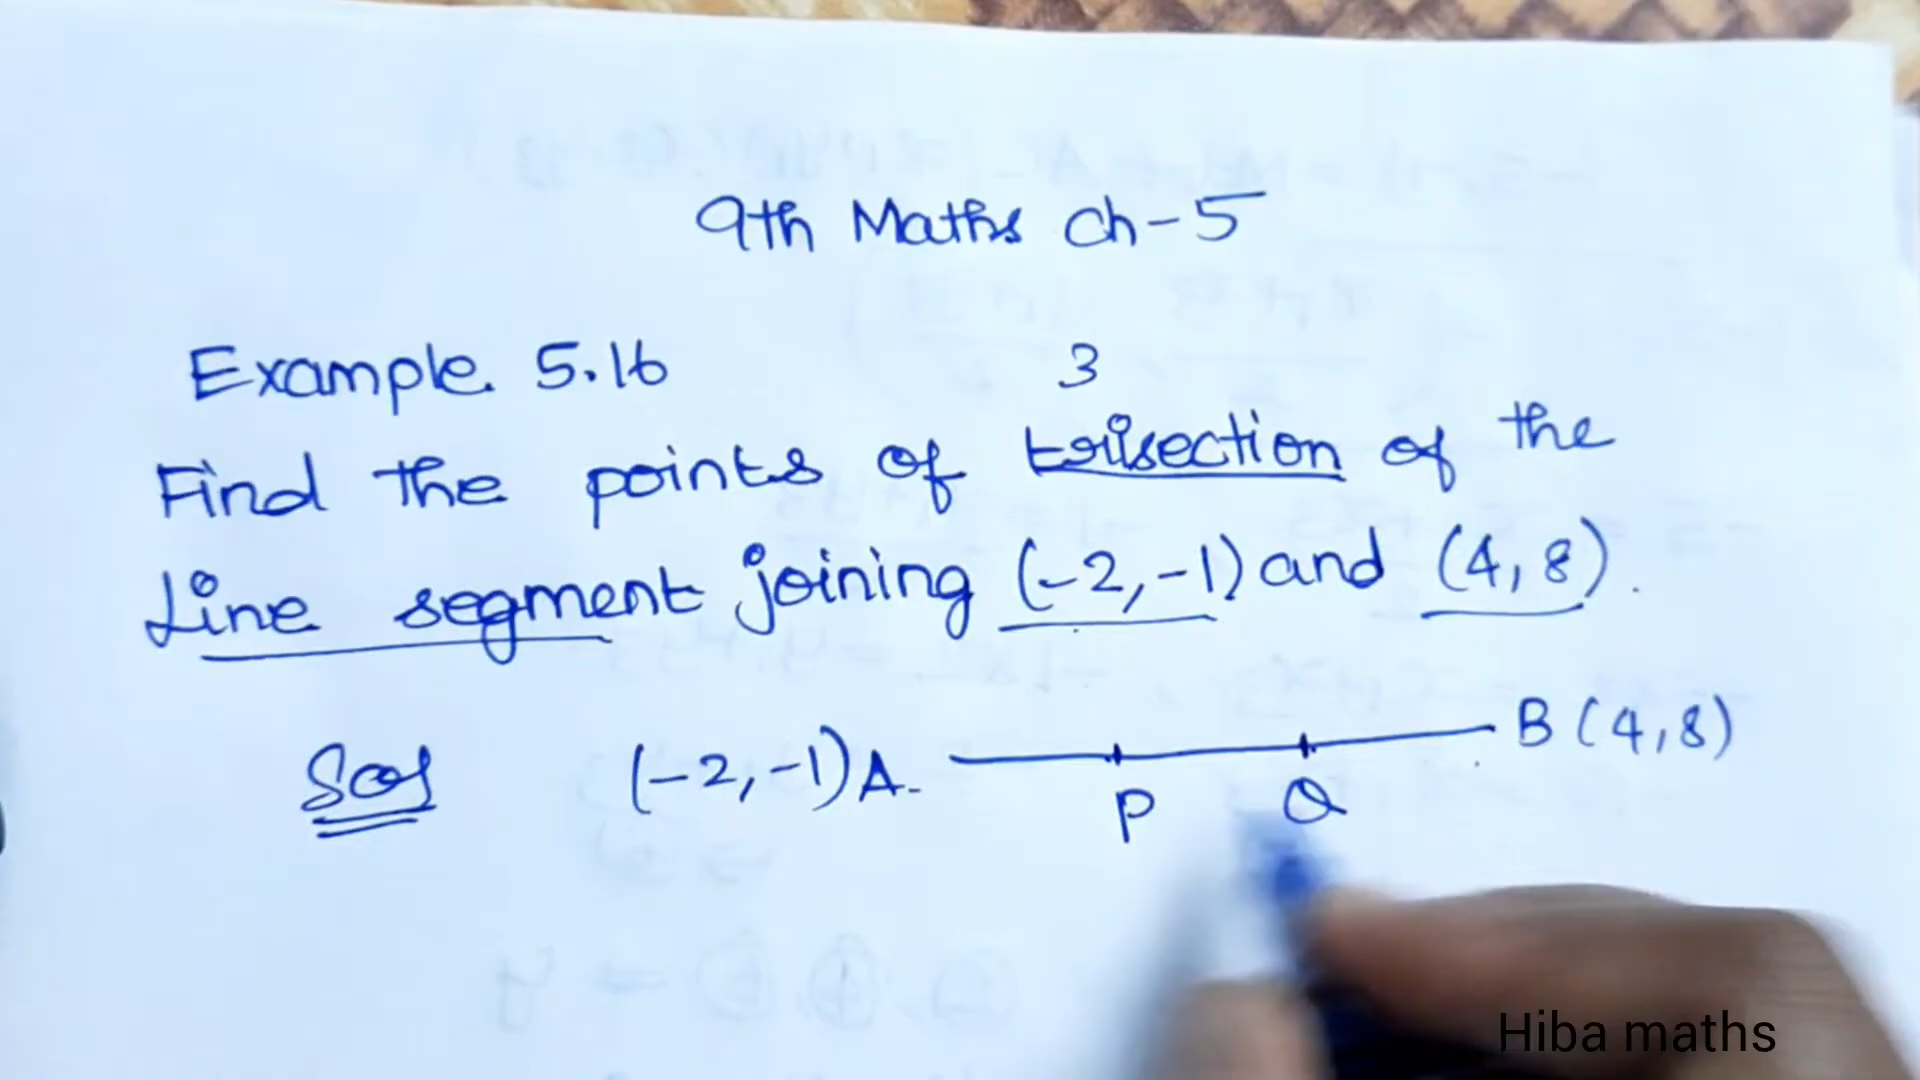 9th Maths Ch-5
Example. 5.16
3
Find the points of trisection of the
Line segment joining (-2,-1) and (4,8).
Sol (-2,-1)A. B(4,8)
P Q
Hiba maths